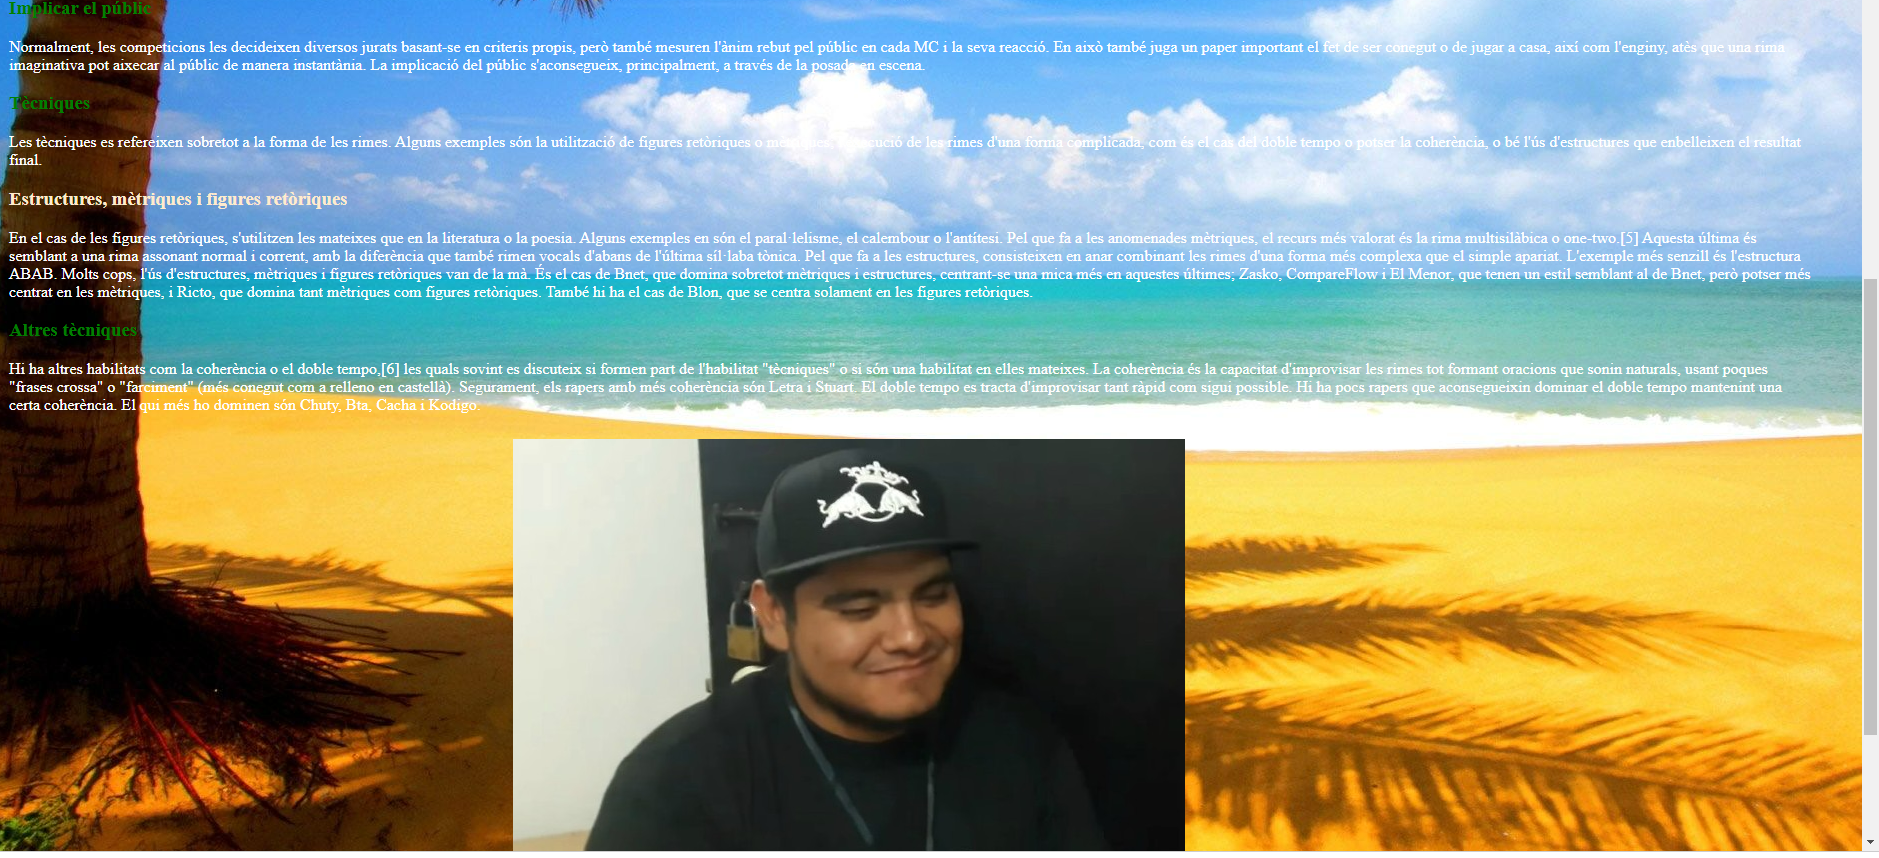 Implicar el públic
Normalment, les competicions les decideixen diversos jurats basant-se en criteris propis, però també mesuren l'ànim rebut pel públic en cada MC i la seva reacció. En això també juga un paper important el fet de ser conegut o de jugar a casa, així com l'enginy, atès que una rima
imaginativa pot aixecar al públic de manera instantània. La implicació del públic s'aconsegueix, principalment, a través de la posada en escena.
Tècniques
Les tècniques es refereixen sobretot a la forma de les rimes. Alguns exemples són la utilització de figures retòriques o mètriques, execució de les rimes d'una forma complicada, com és el cas del doble tempo o potser la coherència, o bé l'ús d'estructures que enbelleixen el resultat
final.
Estructures, mètriques i figures retòriques
En el cas de les figures retòriques, s'utilitzen les mateixes que en la literatura o la poesia. Alguns exemples en són el paral·lelisme, el calembour o l'antítesi. Pel que fa a les anomenades mètriques, el recurs més valorat és la rima multisilàbica o one-two.[5] Aquesta última és
semblant a una rima assonant normal i corrent, amb la diferència que també rimen vocals d'abans de l'última síl·laba tònica. Pel que fa a les estructures, consisteixen en anar combinant les rimes d'una forma més complexa que el simple apariat. L'exemple més senzill és l'estructura
ABAB. Molts cops, l'ús d'estructures, mètriques i figures retòriques van de la mà. És el cas de Bnet, que domina sobretot mètriques i estructures, centrant-se una mica més en aquestes últimes; Zasko, CompareFlow i El Menor, que tenen un estil semblant al de Bnet, però potser més
centrat en les mètriques, i Ricto, que domina tant mètriques com figures retòriques. També hi ha el cas de Blon, que se centra solament en les figures retòriques.
Altres tècniques
Hi ha altres habilitats com la coherència o el doble tempo,[6] les quals sovint es discuteix si formen part de l'habilitat "tècniques" o si són una habilitat en elles mateixes. La coherència és la capacitat d'improvisar les rimes tot formant oracions que sonin naturals, usant poques
"frases crossa" o "farciment" (més conegut com a relleno en castellà). Segurament, els rapers amb més coherència són Letra i Stuart. El doble tempo es tracta d'improvisar tant ràpid com sigui possible. Hi ha pocs rapers que aconsegueixin dominar el doble tempo mantenint una
certa coherència. El qui més ho dominen són Chuty, Bta, Cacha i Kodigo.